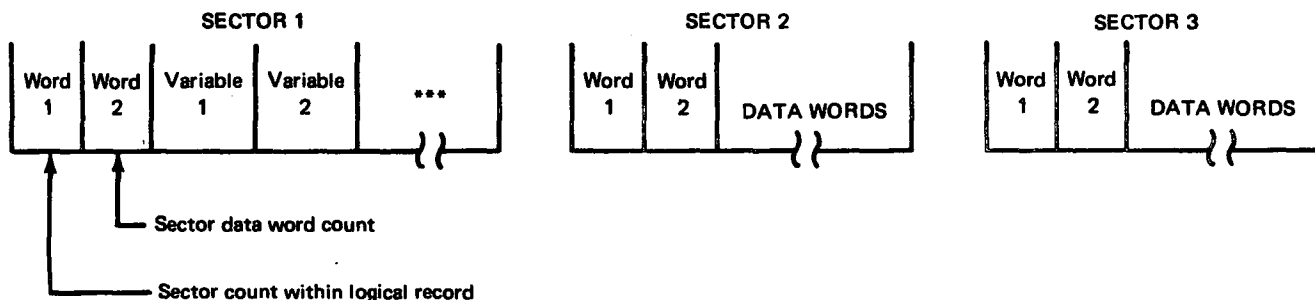 SECTOR 1
SECTOR 2
SECTOR 3
Word 1
Word 2
Variable 1
Variable 2
***
Word 1
Word 2
DATA WORDS
Word 1
Word 2
DATA WORDS
Sector data word count
Sector count within logical record